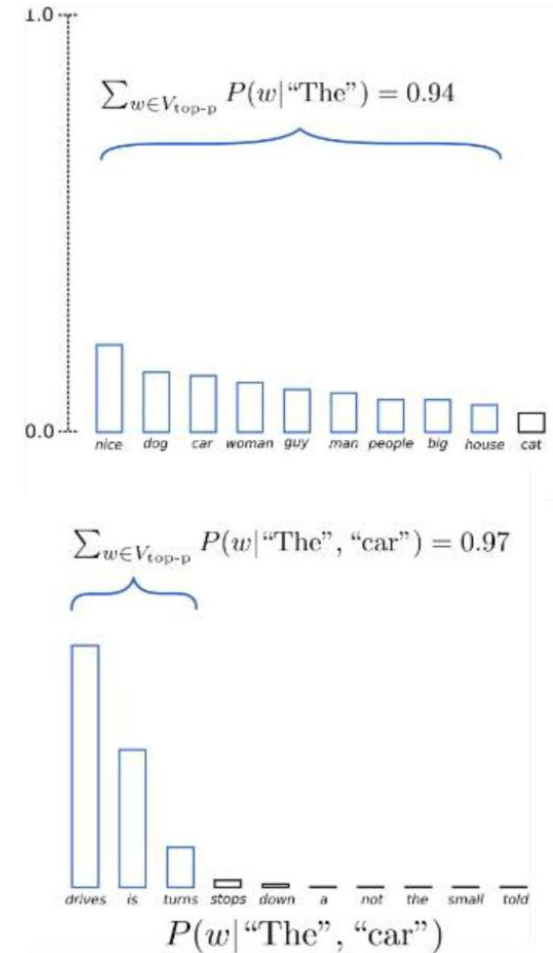 1.0
∑w∈Vtop-p P(w|“The”) = 0.94
0.0
nice dog car woman guy man people big house cat
∑w∈Vtop-p P(w|“The”, “car”) = 0.97
drives is turns stops down a not the small told
P(w|“The”, “car”)